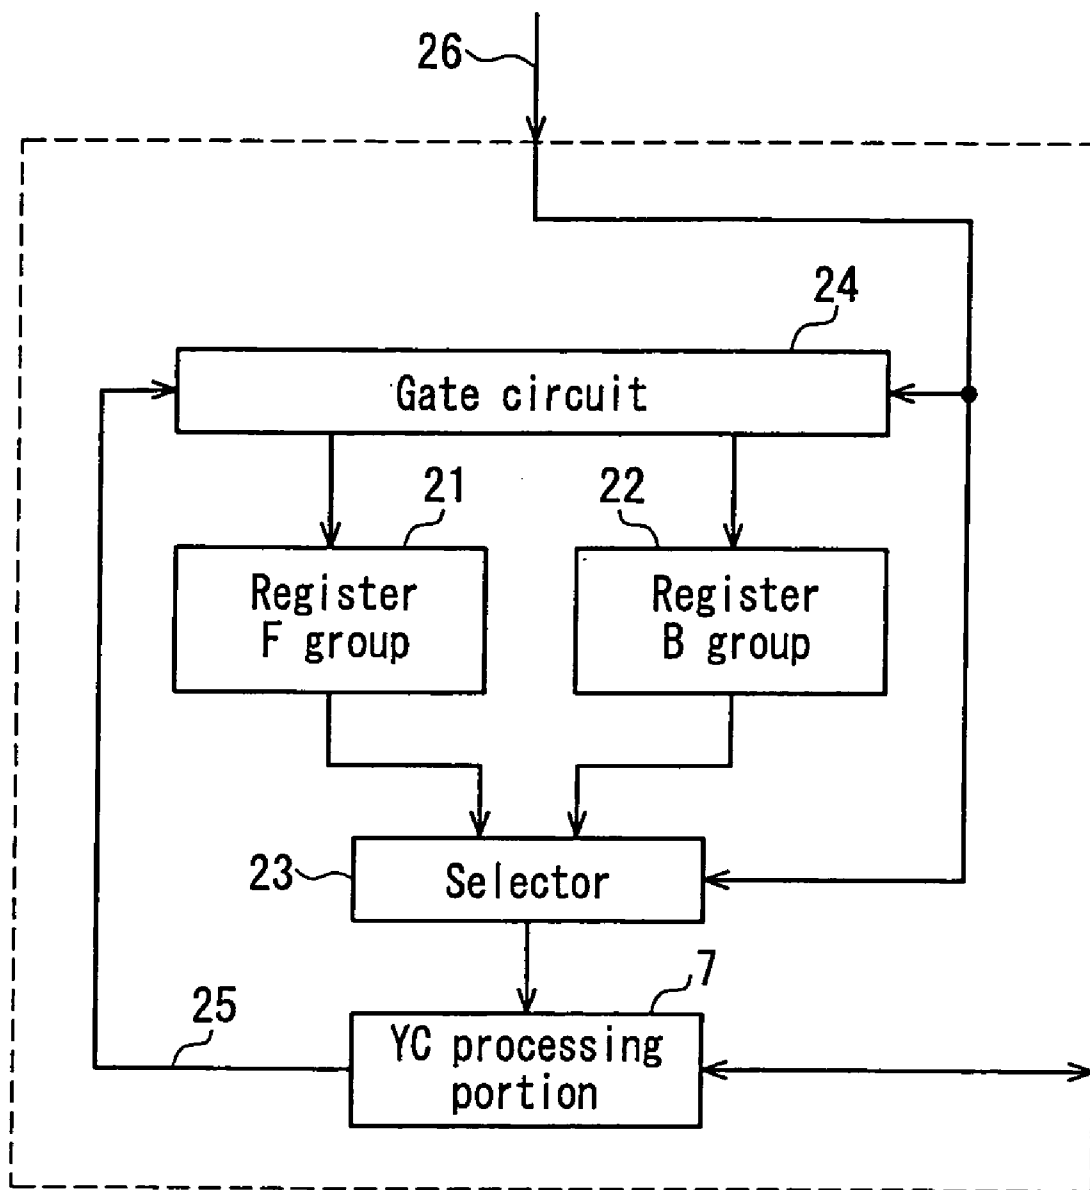 26
24
Gate circuit
21
22
Register
F group
Register
B group
23
Selector
7
25
YC processing
portion